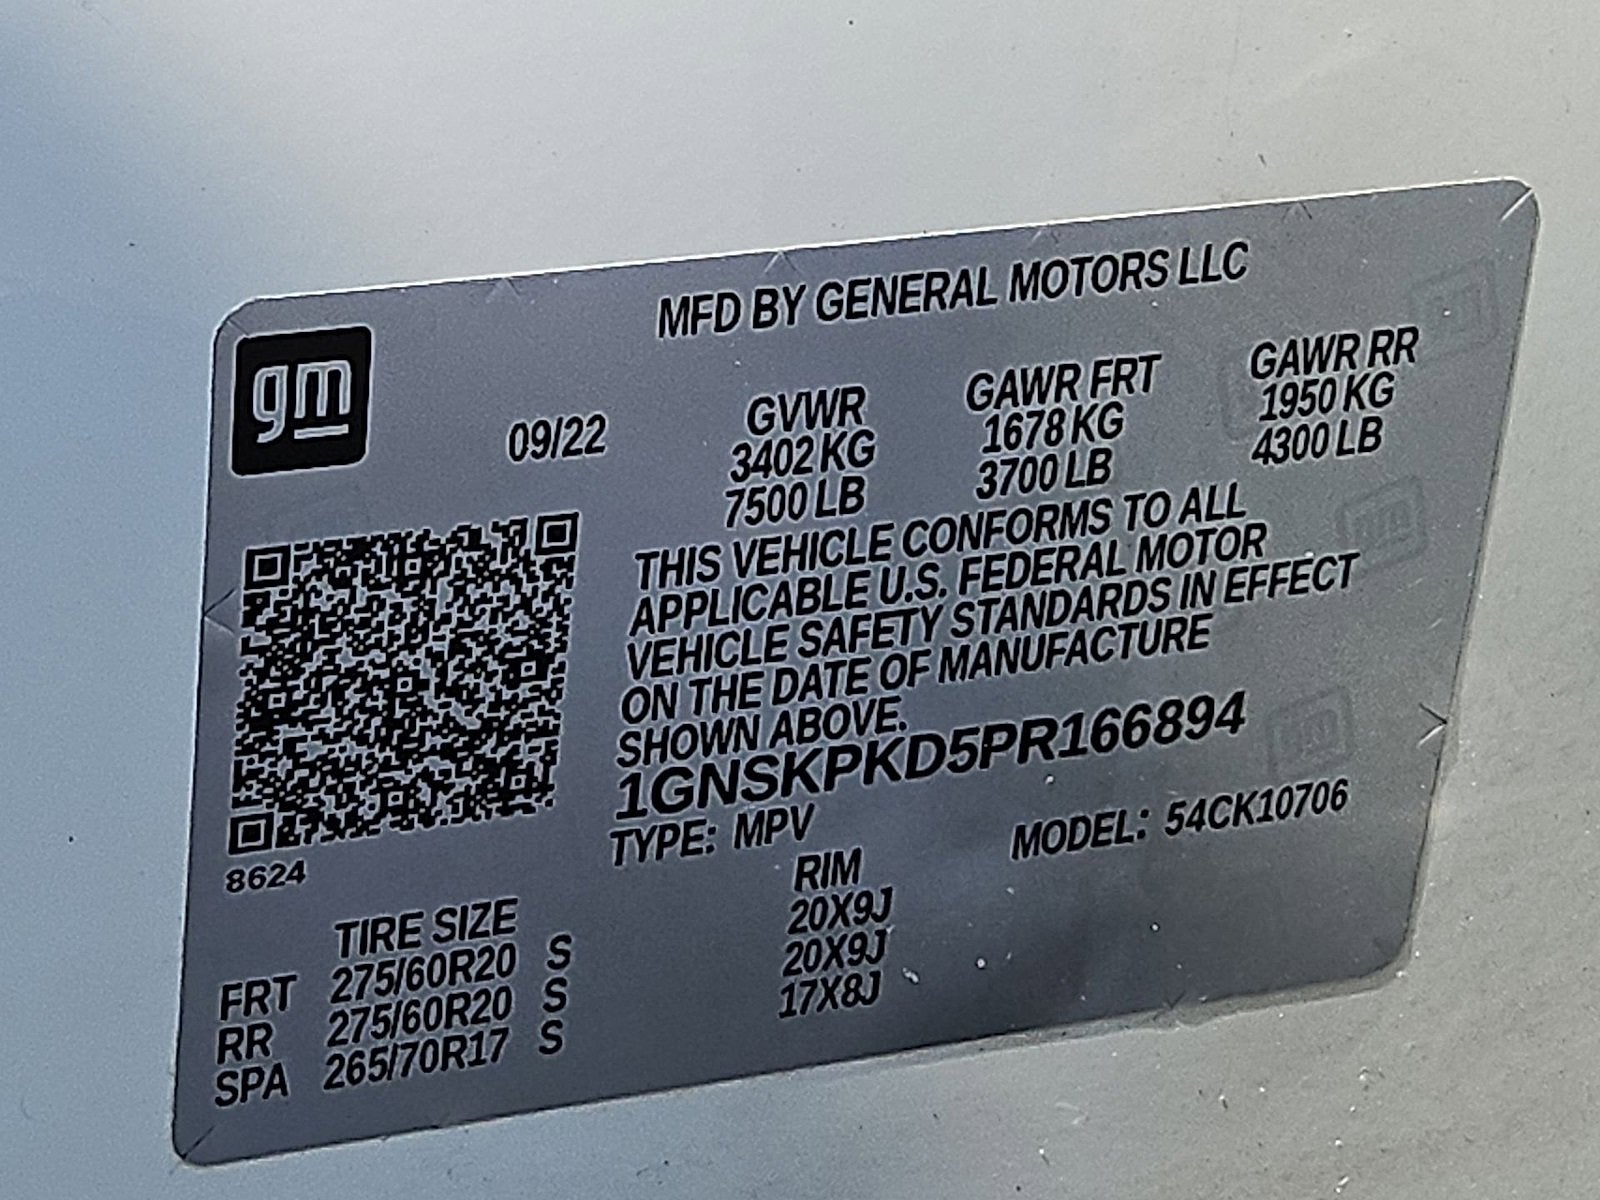 MFD BY GENERAL MOTORS LLC
gm
09/22
GVWR GAWR FRT GAWR RR
3402 KG 1678 KG 1950 KG
7500 LB 3700 LB 4300 LB
THIS VEHICLE CONFORMS TO ALL
APPLICABLE U.S. FEDERAL MOTOR
VEHICLE SAFETY STANDARDS IN EFFECT
ON THE DATE OF MANUFACTURE
SHOWN ABOVE.
1GNSKPKD5PR166894
TYPE: MPV MODEL: 54CK10706
8624
TIRE SIZE RIM
FRT 275/60R20 S 20X9J
RR 275/60R20 S 20X9J
SPA 265/70R17 S 17X8J